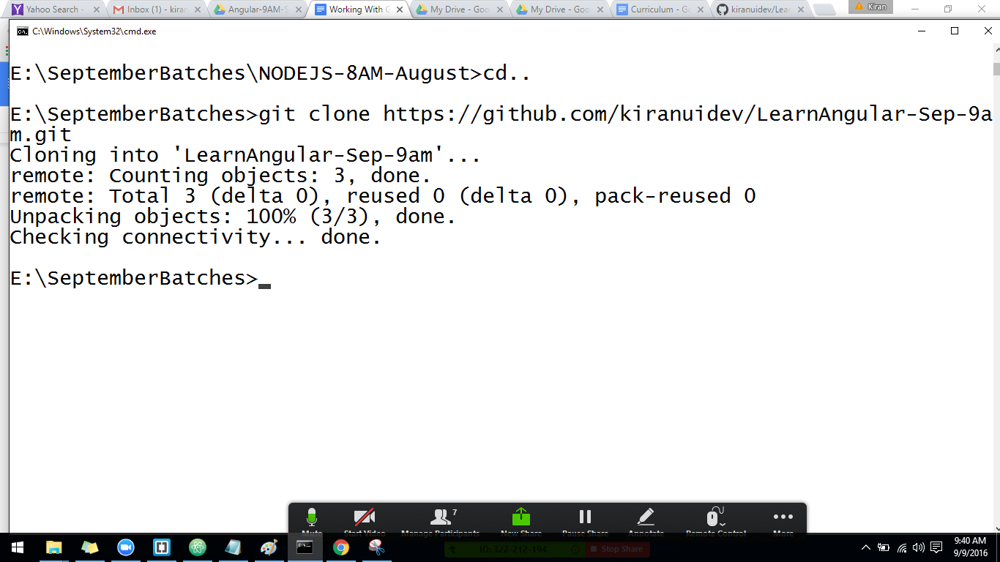 Yahoo Search -
Inbox (1) - kiran
Angular-9AM-S
Working With G
My Drive - Goo
My Drive - Goo
Curriculum - Go
kiranuidev/Lear
Kiran
C:\Windows\System32\cmd.exe
E:\SeptemberBatches\NODEJS-8AM-August>cd..
E:\SeptemberBatches>git clone https://github.com/kiranuidev/LearnAngular-Sep-9a
m.git
Cloning into 'LearnAngular-Sep-9am'...
remote: Counting objects: 3, done.
remote: Total 3 (delta 0), reused 0 (delta 0), pack-reused 0
Unpacking objects: 100% (3/3), done.
Checking connectivity... done.
E:\SeptemberBatches>
7
Mute
Start Video
Manage Participants
New Share
Pause Share
Annotate
Remote Control
More
ID: 322-212-194
Stop Share
9:40 AM
9/9/2016